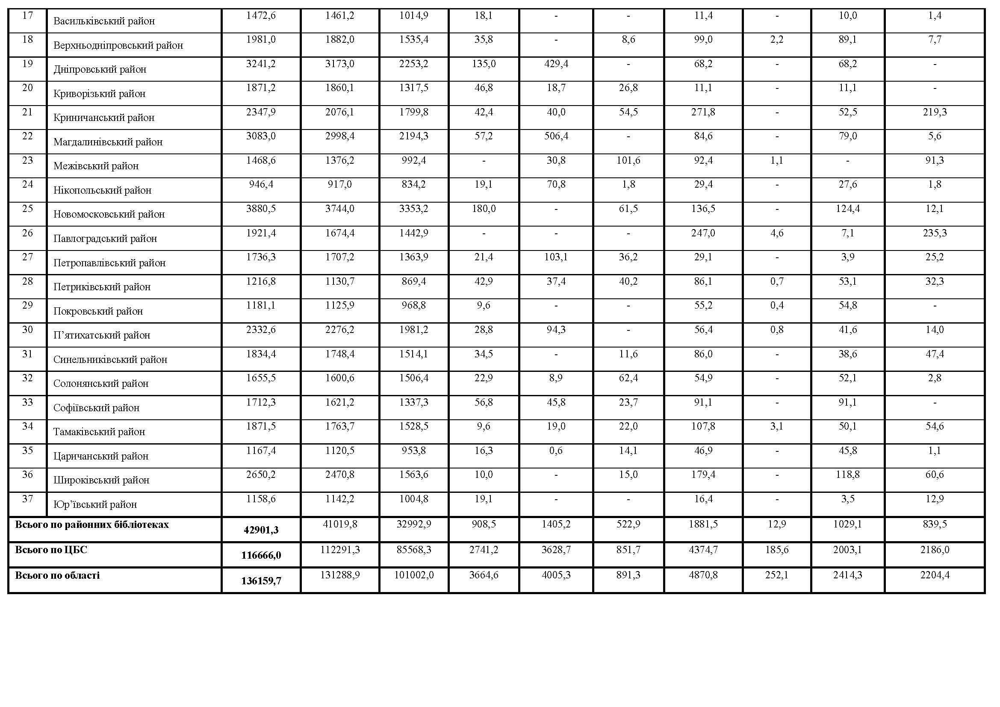 17 Васильківський район 1472,6 1461,2 1014,9 18,1 - - 11,4 - 10,0 1,4
18 Верхньодніпровський район 1981,0 1882,0 1535,4 35,8 - 8,6 99,0 2,2 89,1 7,7
19 Дніпровський район 3241,2 3173,0 2253,2 135,0 429,4 - 68,2 - 68,2 -
20 Криворізький район 1871,2 1860,1 1317,5 46,8 18,7 26,8 11,1 - 11,1 -
21 Криничанський район 2347,9 2076,1 1799,8 42,4 40,0 54,5 271,8 - 52,5 219,3
22 Магдалинівський район 3083,0 2998,4 2194,3 57,2 506,4 - 84,6 - 79,0 5,6
23 Межівський район 1468,6 1376,2 992,4 - 30,8 101,6 92,4 1,1 - 91,3
24 Нікопольський район 946,4 917,0 834,2 19,1 70,8 1,8 29,4 - 27,6 1,8
25 Новомосковський район 3880,5 3744,0 3353,2 180,0 - 61,5 136,5 - 124,4 12,1
26 Павлоградський район 1921,4 1674,4 1442,9 - - - 247,0 4,6 7,1 235,3
27 Петропавлівський район 1736,3 1707,2 1363,9 21,4 103,1 36,2 29,1 - 3,9 25,2
28 Петриківський район 1216,8 1130,7 869,4 42,9 37,4 40,2 86,1 0,7 53,1 32,3
29 Покровський район 1181,1 1125,9 968,8 9,6 - - 55,2 0,4 54,8 -
30 П’ятихатський район 2332,6 2276,2 1981,2 28,8 94,3 - 56,4 0,8 41,6 14,0
31 Синельниківський район 1834,4 1748,4 1514,1 34,5 - 11,6 86,0 - 38,6 47,4
32 Солонянський район 1655,5 1600,6 1506,4 22,9 8,9 62,4 54,9 - 52,1 2,8
33 Софіївський район 1712,3 1621,2 1337,3 56,8 45,8 23,7 91,1 - 91,1 -
34 Тамаківський район 1871,5 1763,7 1528,5 9,6 19,0 22,0 107,8 3,1 50,1 54,6
35 Царичанський район 1167,4 1120,5 953,8 16,3 0,6 14,1 46,9 - 45,8 1,1
36 Широківський район 2650,2 2470,8 1563,6 10,0 - 15,0 179,4 - 118,8 60,6
37 Юр’ївський район 1158,6 1142,2 1004,8 19,1 - - 16,4 - 3,5 12,9
Всього по районних бібліотеках 42901,3 41019,8 32992,9 908,5 1405,2 522,9 1881,5 12,9 1029,1 839,5
Всього по ЦБС 116666,0 112291,3 85568,3 2741,2 3628,7 851,7 4374,7 185,6 2003,1 2186,0
Всього по області 136159,7 131288,9 101002,0 3664,6 4005,3 891,3 4870,8 252,1 2414,3 2204,4